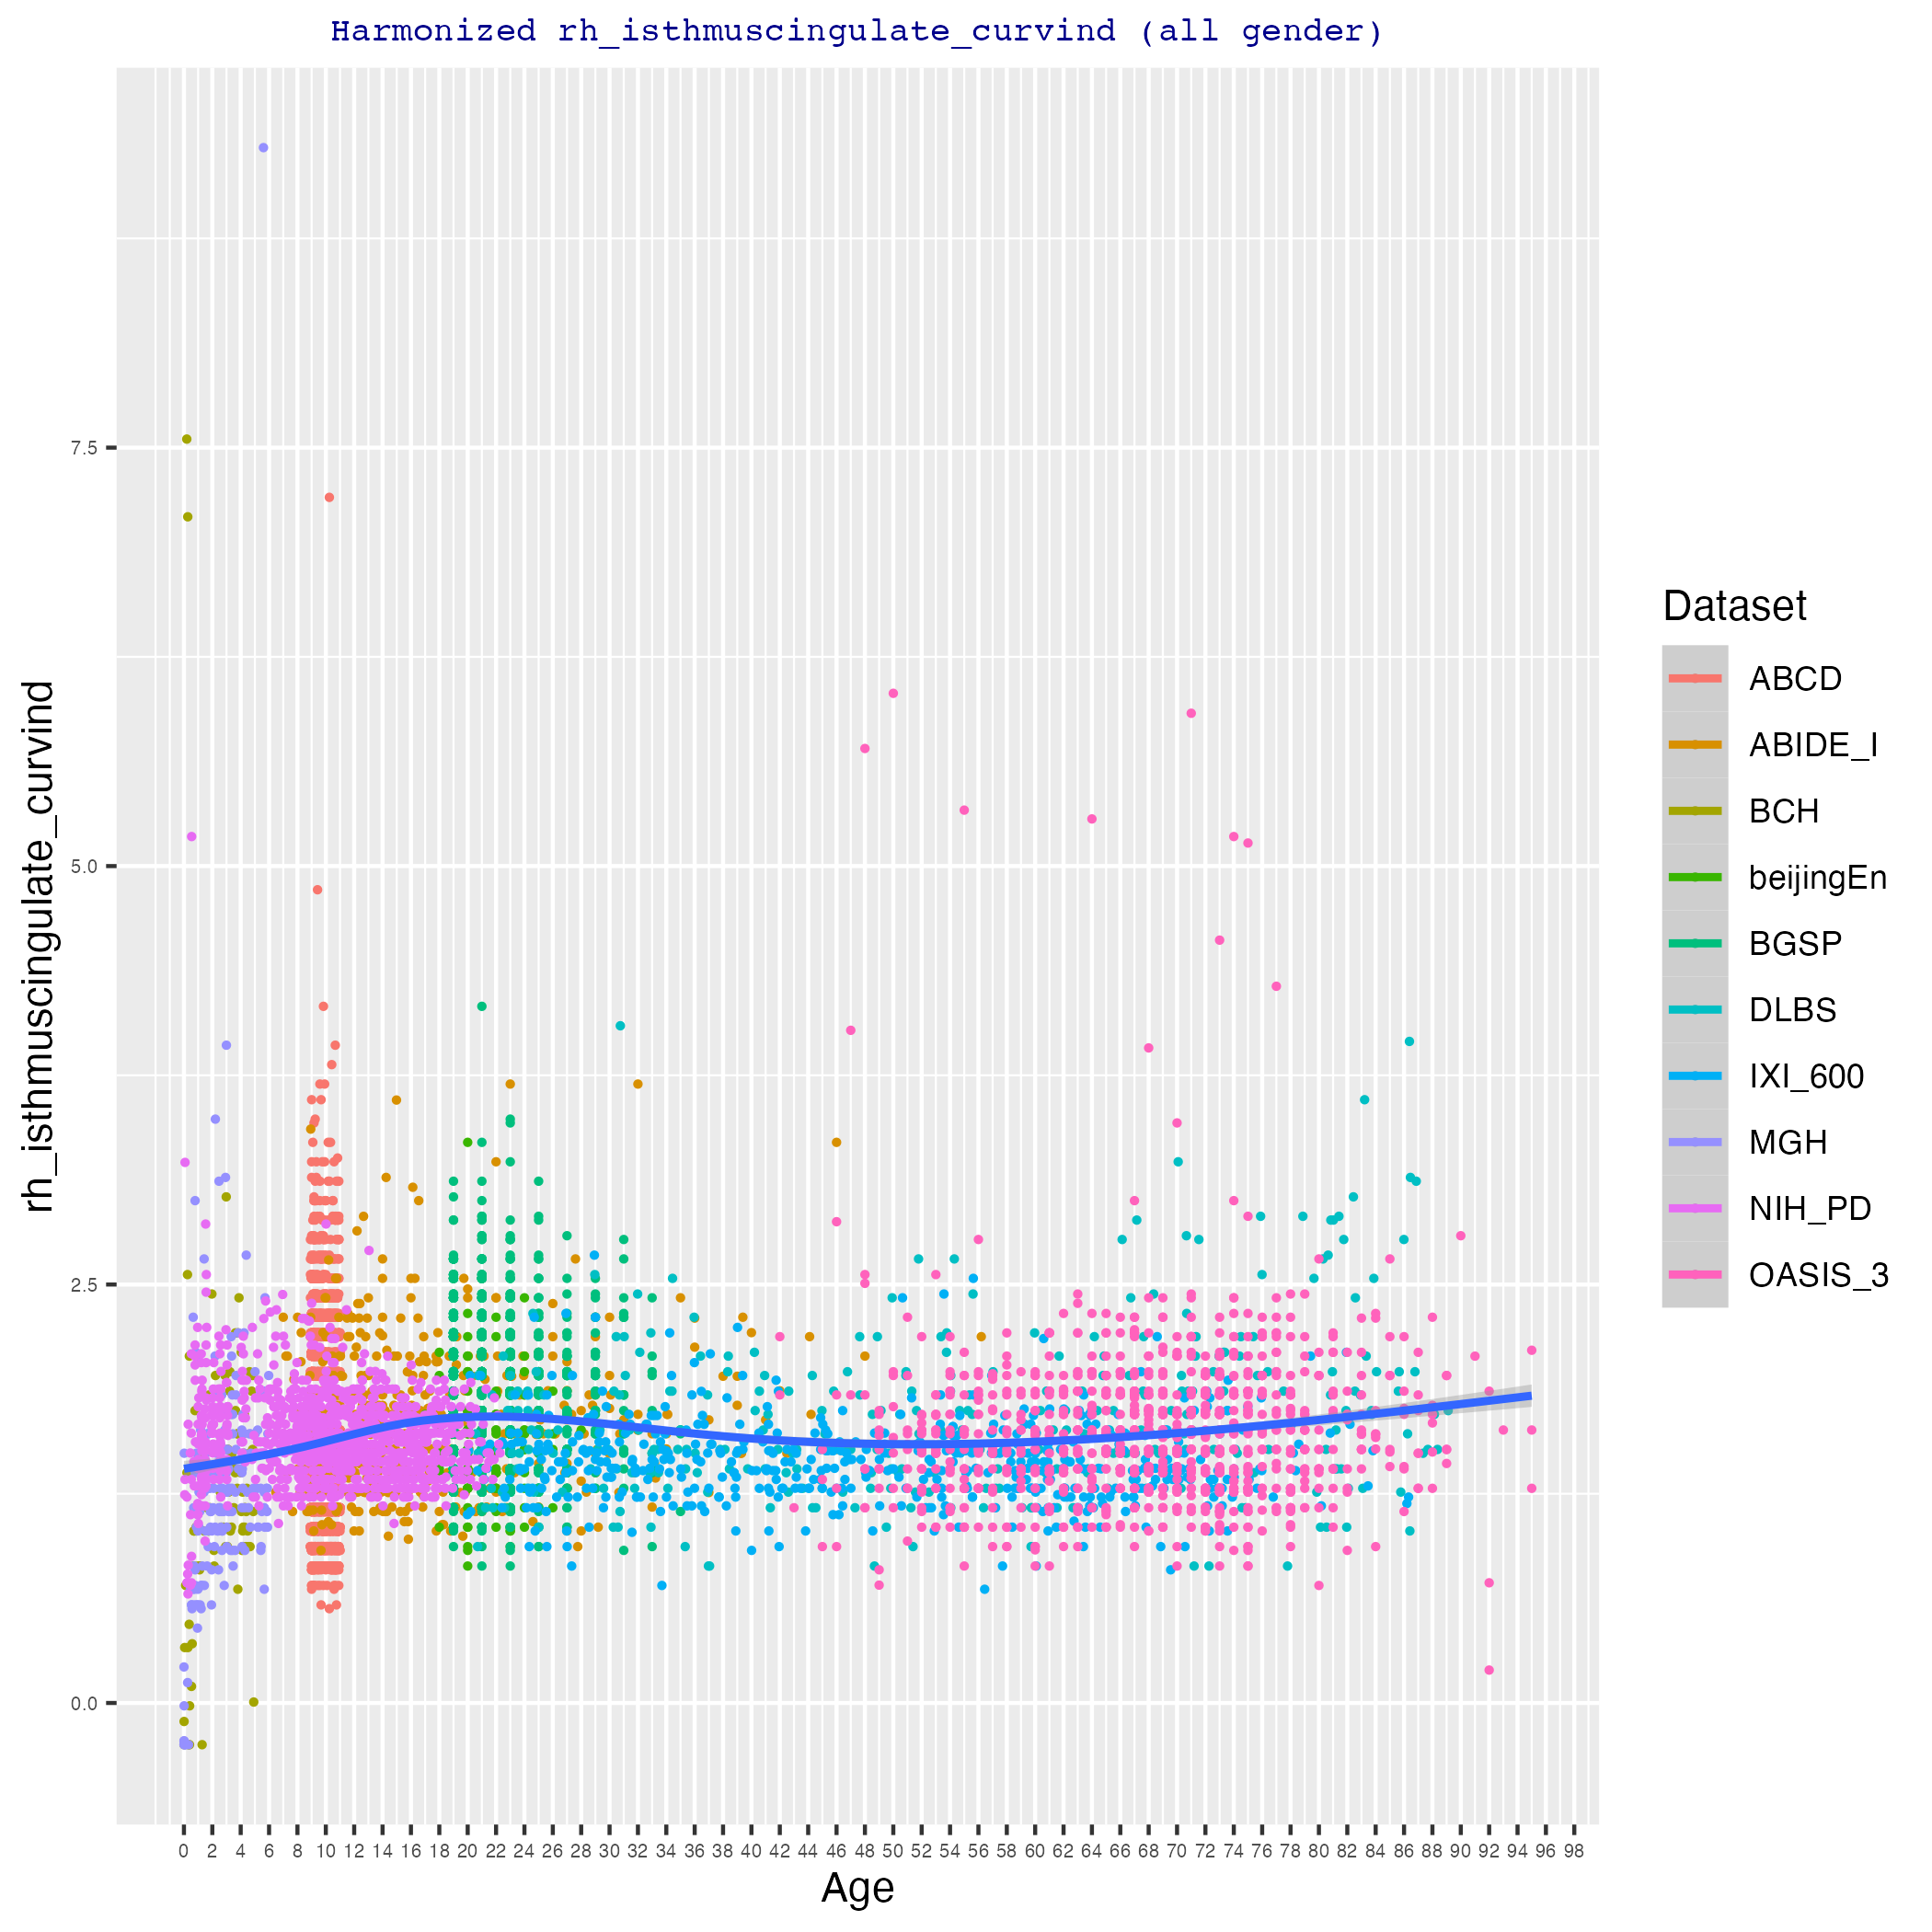 Harmonized rh_isthmuscingulate_curvind (all gender)
rh_isthmuscingulate_curvind
7.5
5.0
2.5
0.0
0 2 4 6 8 10 12 14 16 18 20 22 24 26 28 30 32 34 36 38 40 42 44 46 48 50 52 54 56 58 60 62 64 66 68 70 72 74 76 78 80 82 84 86 88 90 92 94 96 98
Age
Dataset
ABCD
ABIDE_I
BCH
beijingEn
BGSP
DLBS
IXI_600
MGH
NIH_PD
OASIS_3